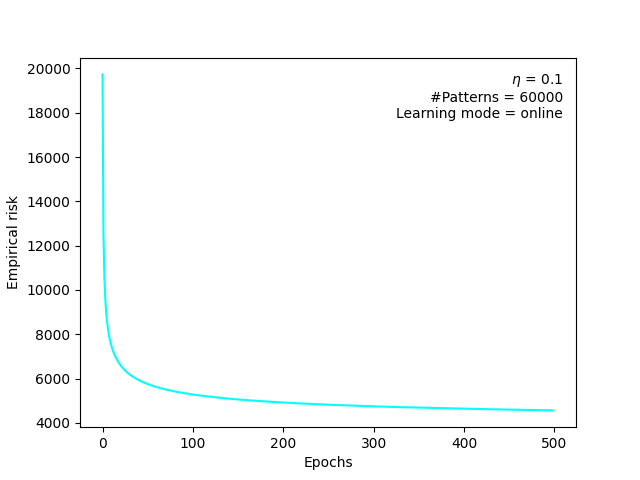 20000
18000
16000
14000
12000
10000
8000
6000
4000
Empirical risk
η = 0.1
#Patterns = 60000
Learning mode = online
0 100 200 300 400 500
Epochs